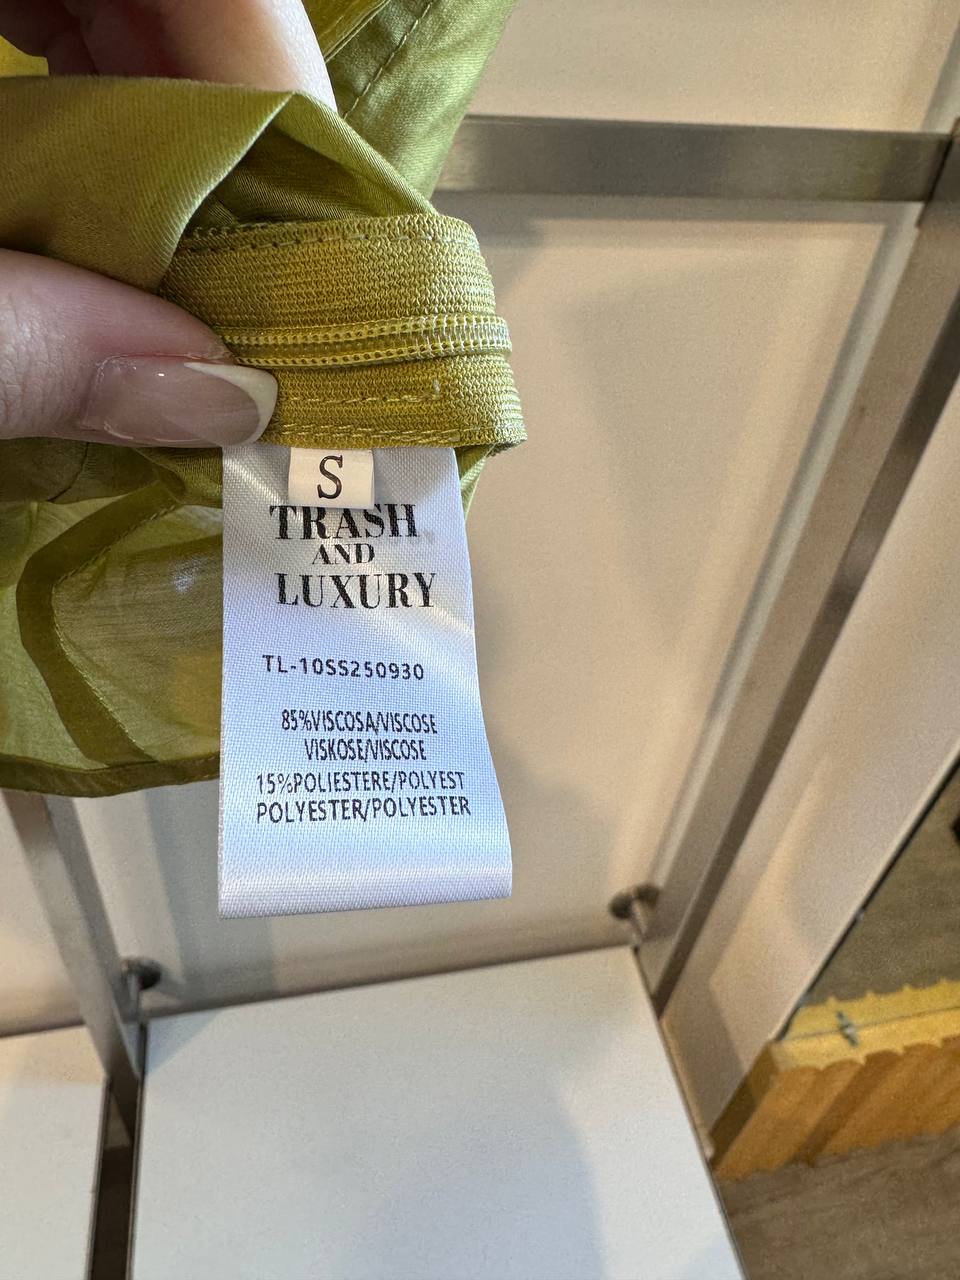 S
TRASH
AND
LUXURY
TL-10SS250930
85%VISCOSA/VISCOSE
VISKOSE/VISCOSE
15%POLIESTERE/POLYEST
POLYESTER/POLYESTER